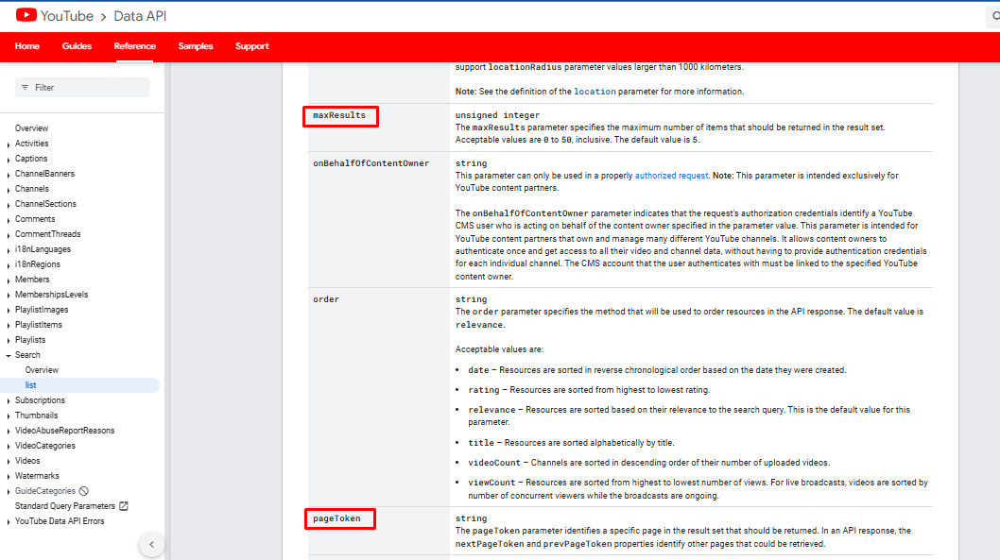 YouTube > Data API
Home Guides Reference Samples Support
Filter
Overview
Activities
Captions
ChannelBanners
Channels
ChannelSections
Comments
CommentThreads
i18nLanguages
i18nRegions
Members
MembershipsLevels
PlaylistImages
PlaylistItems
Playlists
Search
Overview
list
Subscriptions
Thumbnails
VideoAbuseReportReasons
VideoCategories
Videos
Watermarks
GuideCategories
Standard Query Parameters
YouTube Data API Errors
support locationRadius parameter values larger than 1000 kilometers.
Note: See the definition of the location parameter for more information.
maxResults
unsigned integer
The maxResults parameter specifies the maximum number of items that should be returned in the result set.
Acceptable values are 0 to 50, inclusive. The default value is 5.
onBehalfOfContentOwner
string
This parameter can only be used in a properly authorized request. Note: This parameter is intended exclusively for
YouTube content partners.
The onBehalfOfContentOwner parameter indicates that the request's authorization credentials identify a YouTube
CMS user who is acting on behalf of the content owner specified in the parameter value. This parameter is intended for
YouTube content partners that own and manage many different YouTube channels. It allows content owners to
authenticate once and get access to all their video and channel data, without having to provide authentication credentials
for each individual channel. The CMS account that the user authenticates with must be linked to the specified YouTube
content owner.
order
string
The order parameter specifies the method that will be used to order resources in the API response. The default value is
relevance.
Acceptable values are:
• date – Resources are sorted in reverse chronological order based on the date they were created.
• rating – Resources are sorted from highest to lowest rating.
• relevance – Resources are sorted based on their relevance to the search query. This is the default value for this
parameter.
• title – Resources are sorted alphabetically by title.
• videoCount – Channels are sorted in descending order of their number of uploaded videos.
• viewCount – Resources are sorted from highest to lowest number of views. For live broadcasts, videos are sorted by
number of concurrent viewers while the broadcasts are ongoing.
pageToken
string
The pageToken parameter identifies a specific page in the result set that should be returned. In an API response, the
nextPageToken and prevPageToken properties identify other pages that could be retrieved.